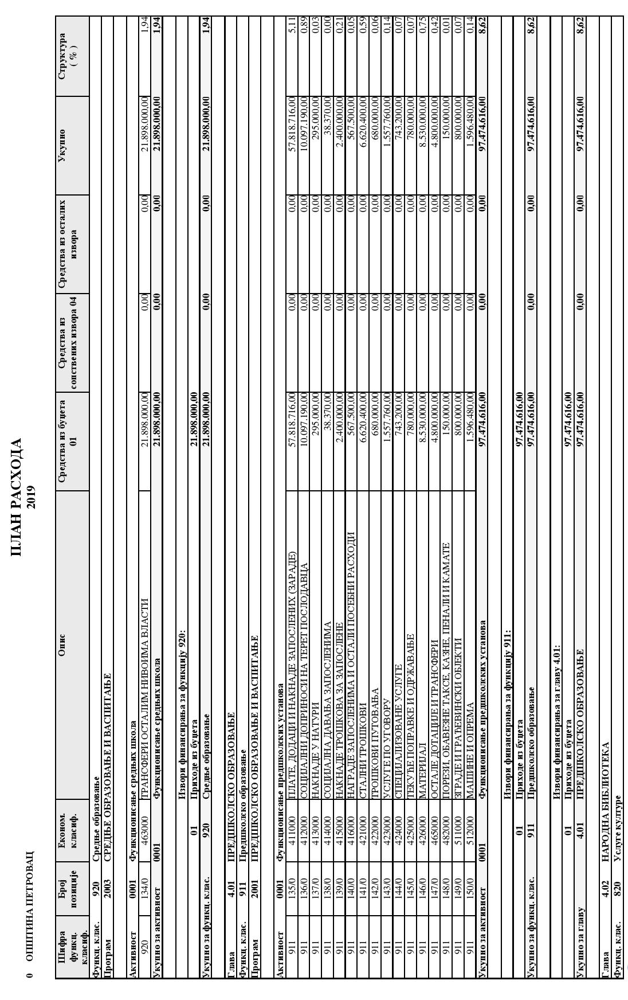 0 ОПШТИНА ПЕТРОВАЦ
ПЛАН РАСХОДА
2019
Шифра функц. класиф. Број позиције Економ. класиф. Опис Средства из буџета 01 Средства из сопствених извора 04 Средства из осталих извора Укупно Структура ( % )
Функц. клас. 920 Средње образовање
Програм 2003 СРЕДЊЕ ОБРАЗОВАЊЕ И ВАСПИТАЊЕ
Активност 0001 Функционисање средњих школа
920 134/0 463000 ТРАНСФЕРИ ОСТАЛИМ НИВОИМА ВЛАСТИ 21.898.000,00 0,00 0,00 21.898.000,00 1,94
Укупно за активност 0001 Функционисање средњих школа 21.898.000,00 0,00 0,00 21.898.000,00 1,94
Извори финансирања за функцију 920:
01 Приходе из буџета 21.898.000,00
Укупно за функц. клас. 920 Средње образовање 21.898.000,00 0,00 0,00 21.898.000,00 1,94
Глава 4.01 ПРЕДШКОЛСКО ОБРАЗОВАЊЕ
Функц. клас. 911 Предшколско образовање
Програм 2001 ПРЕДШКОЛСКО ОБРАЗОВАЊЕ И ВАСПИТАЊЕ
Активност 0001 Функционисање предшколских установа
911 135/0 411000 ПЛАТЕ, ДОДАЦИ И НАКНАДЕ ЗАПОСЛЕНИХ (ЗАРАДЕ) 57.818.716,00 0,00 0,00 57.818.716,00 5,11
911 136/0 412000 СОЦИЈАЛНИ ДОПРИНОСИ НА ТЕРЕТ ПОСЛОДАВЦА 10.097.190,00 0,00 0,00 10.097.190,00 0,89
911 137/0 413000 НАКНАДЕ У НАТУРИ 295.000,00 0,00 0,00 295.000,00 0,03
911 138/0 414000 СОЦИЈАЛНА ДАВАЊА ЗАПОСЛЕНИМА 38.370,00 0,00 0,00 38.370,00 0,00
911 139/0 415000 НАКНАДЕ ТРОШКОВА ЗА ЗАПОСЛЕНЕ 2.400.000,00 0,00 0,00 2.400.000,00 0,21
911 140/0 416000 НАГРАДЕ ЗАПОСЛЕНИМА И ОСТАЛИ ПОСЕБНИ РАСХОДИ 567.500,00 0,00 0,00 567.500,00 0,05
911 141/0 421000 СТАЛНИ ТРОШКОВИ 6.620.400,00 0,00 0,00 6.620.400,00 0,59
911 142/0 422000 ТРОШКОВИ ПУТОВАЊА 680.000,00 0,00 0,00 680.000,00 0,06
911 143/0 423000 УСЛУГЕ ПО УГОВОРУ 1.557.760,00 0,00 0,00 1.557.760,00 0,14
911 144/0 424000 СПЕЦИЈАЛИЗОВАНЕ УСЛУГЕ 743.200,00 0,00 0,00 743.200,00 0,07
911 145/0 425000 ТЕКУЋЕ ПОПРАВКЕ И ОДРЖАВАЊЕ 780.000,00 0,00 0,00 780.000,00 0,07
911 146/0 426000 МАТЕРИЈАЛ 8.530.000,00 0,00 0,00 8.530.000,00 0,75
911 147/0 465000 ОСТАЛЕ ДОТАЦИЈЕ И ТРАНСФЕРИ 4.800.000,00 0,00 0,00 4.800.000,00 0,42
911 148/0 482000 ПОРЕЗИ, ОБАВЕЗНЕ ТАКСЕ, КАЗНЕ, ПЕНАЛИ И КАМАТЕ 150.000,00 0,00 0,00 150.000,00 0,01
911 149/0 511000 ЗГРАДЕ И ГРАЂЕВИНСКИ ОБЈЕКТИ 800.000,00 0,00 0,00 800.000,00 0,07
911 150/0 512000 МАШИНЕ И ОПРЕМА 1.596.480,00 0,00 0,00 1.596.480,00 0,14
Укупно за активност 0001 Функционисање предшколских установа 97.474.616,00 0,00 0,00 97.474.616,00 8,62
Извори финансирања за функцију 911:
01 Приходе из буџета 97.474.616,00
Укупно за функц. клас. 911 Предшколско образовање 97.474.616,00 0,00 0,00 97.474.616,00 8,62
Извори финансирања за главу 4.01:
01 Приходе из буџета 97.474.616,00
Укупно за главу 4.01 ПРЕДШКОЛСКО ОБРАЗОВАЊЕ 97.474.616,00 0,00 0,00 97.474.616,00 8,62
Глава 4.02 НАРОДНА БИБЛИОТЕКА
Функц. клас. 820 Услуге културе